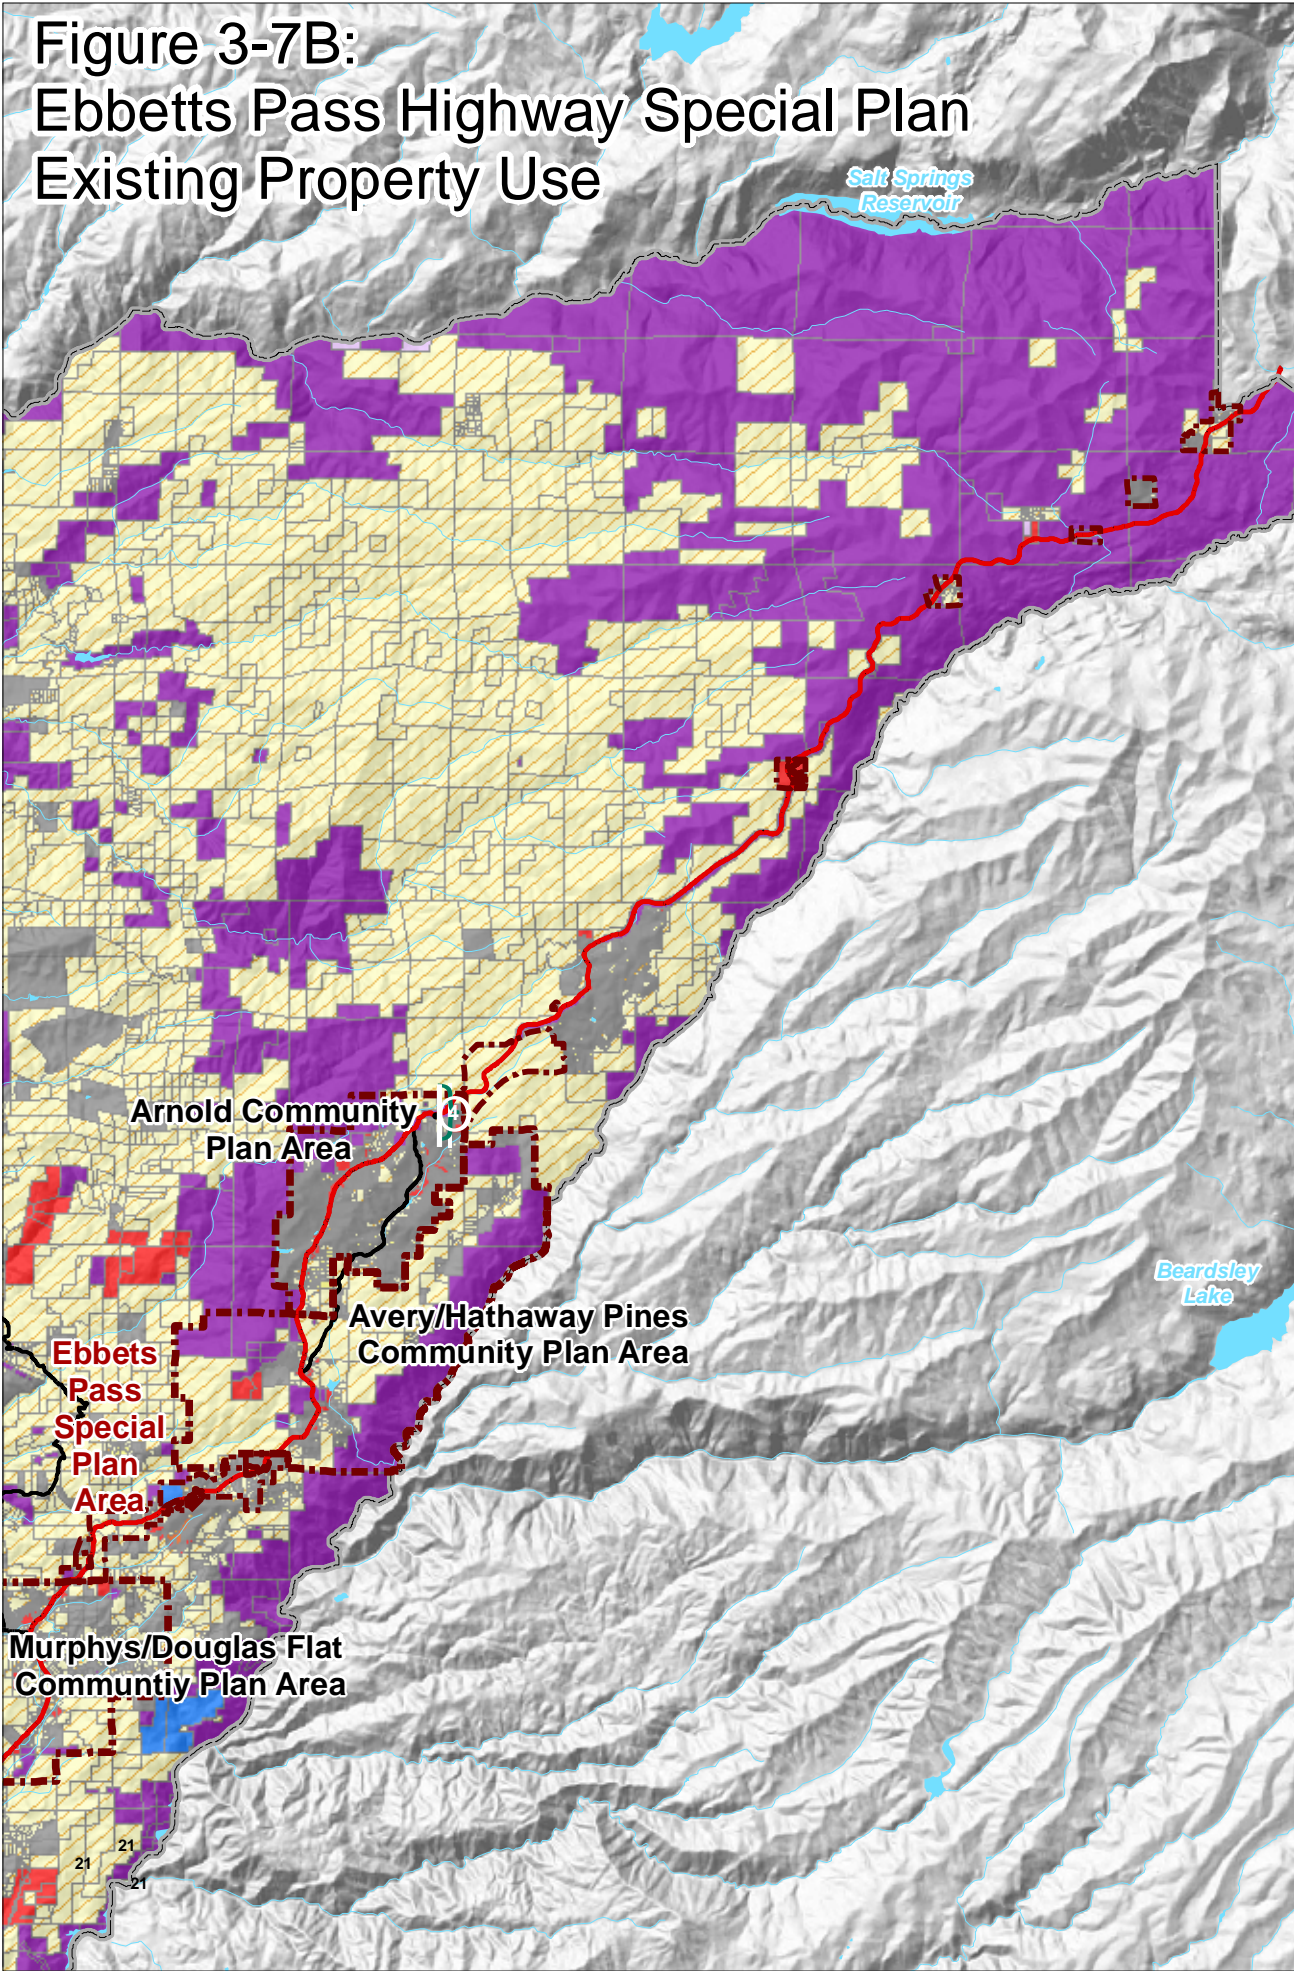 Figure 3-7B:
Ebbetts Pass Highway Special Plan
Existing Property Use
Salt Springs
Reservoir
4
Arnold Community
Plan Area
Beardsley
Lake
Avery/Hathaway Pines
Community Plan Area
Ebbets
Pass
Special
Plan
Area
Murphys/Douglas Flat
Communtiy Plan Area
21
21
21